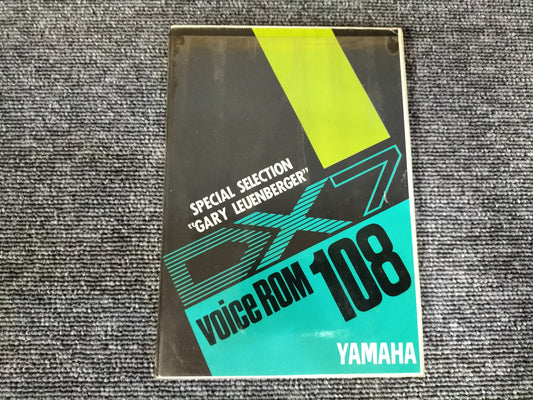 SPECIAL SELECTION
"GARY LEUENBERGER"
DX7
Voice ROM 108
YAMAHA